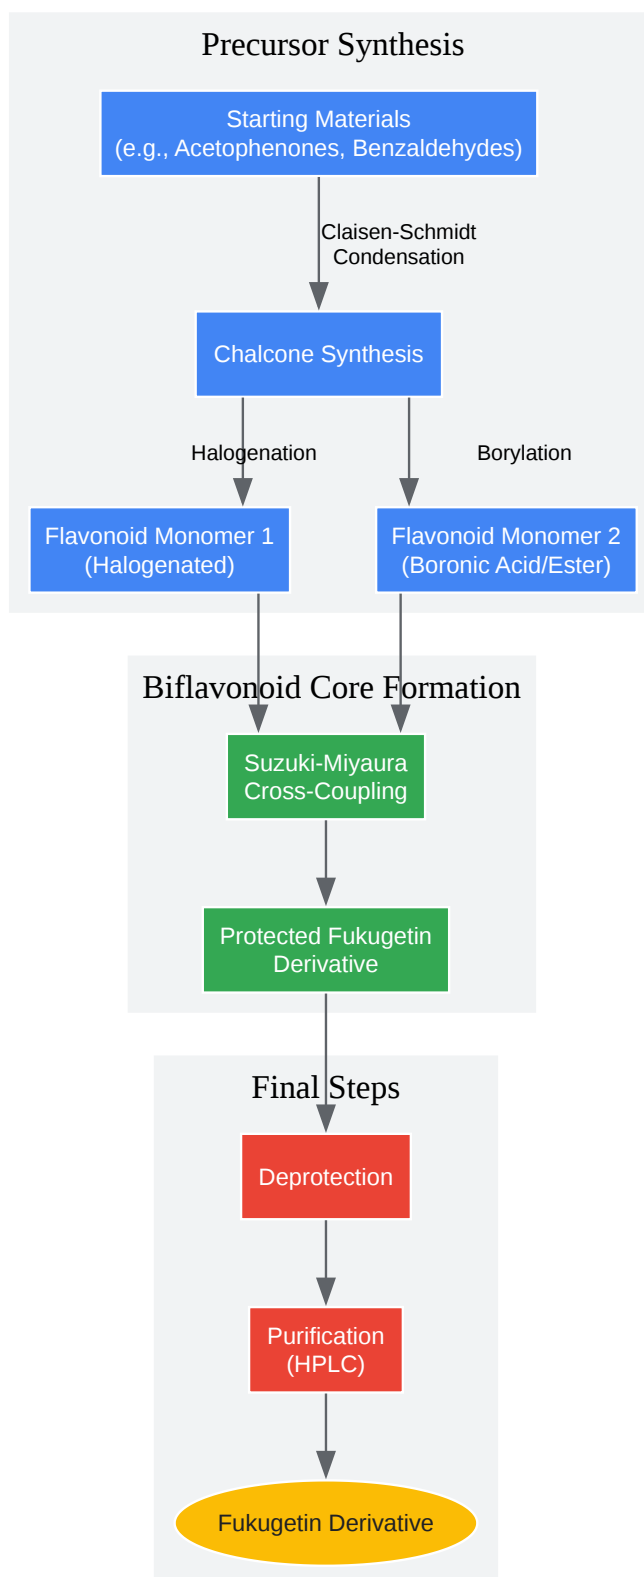 Precursor Synthesis
Starting Materials
(e.g., Acetophenones, Benzaldehydes)
Claisen-Schmidt
Condensation
Chalcone Synthesis
Halogenation
Borylation
Flavonoid Monomer 1
(Halogenated)
Flavonoid Monomer 2
(Boronic Acid/Ester)
Biflavonoid Core Formation
Suzuki-Miyaura
Cross-Coupling
Protected Fukugetin
Derivative
Final Steps
Deprotection
Purification
(HPLC)
Fukugetin Derivative